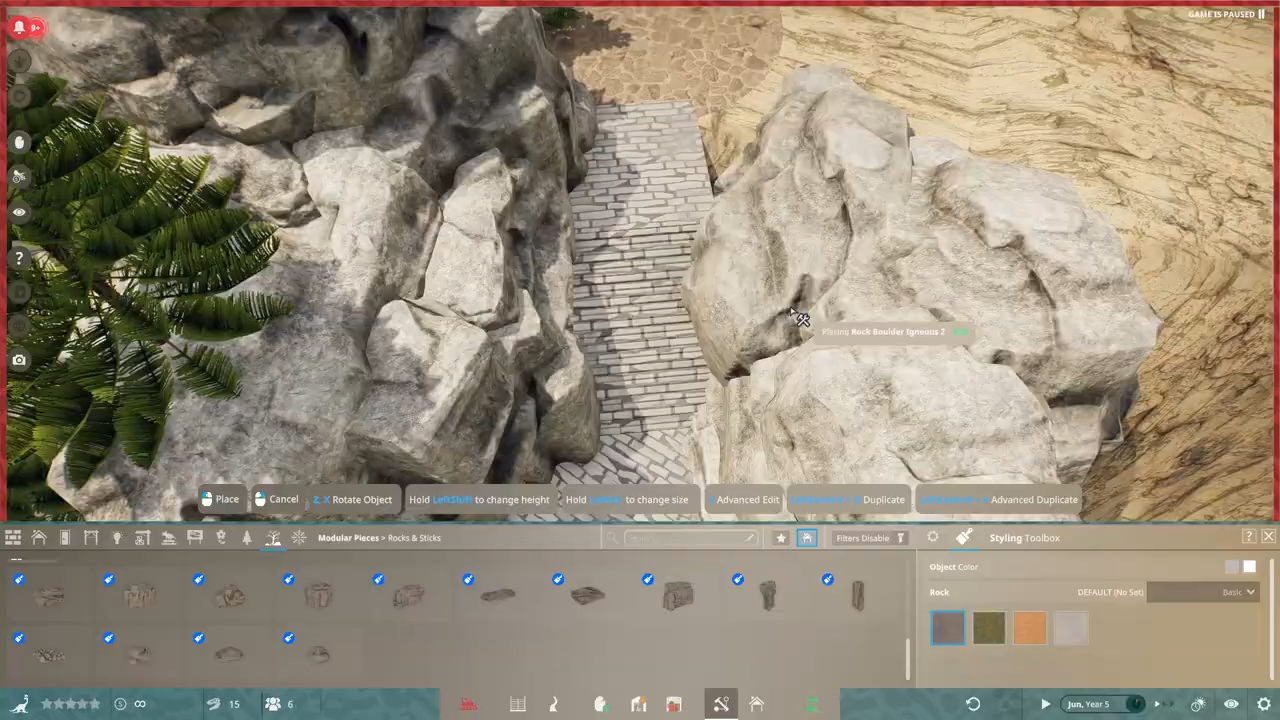 9+
GAME IS PAUSED
Placing Rock Boulder Igneous 2
Place
Cancel
Z, X Rotate Object
Hold LeftShift to change height
Hold to change size
Advanced Edit
Duplicate
Advanced Duplicate
Modular Pieces > Rocks & Sticks
Filters Disable
Styling Toolbox
?
Object Color
Rock
DEFAULT (No Set)
Basic
15
6
Jun, Year 5